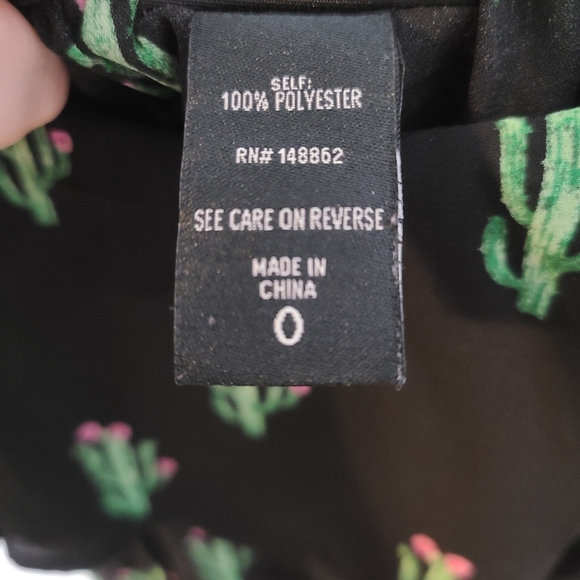 SELF:
100% POLYESTER
RN# 148862
SEE CARE ON REVERSE
MADE IN
CHINA
0